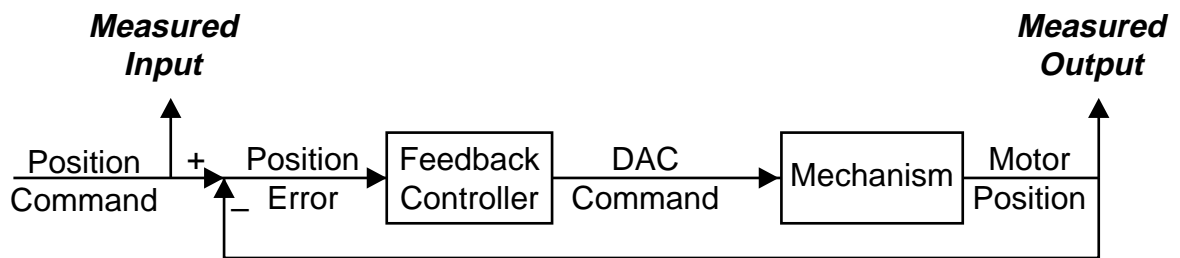 Measured
Input
Measured
Output
Position
Command
+
−
Position
Error
Feedback
Controller
DAC
Command
Mechanism
Motor
Position